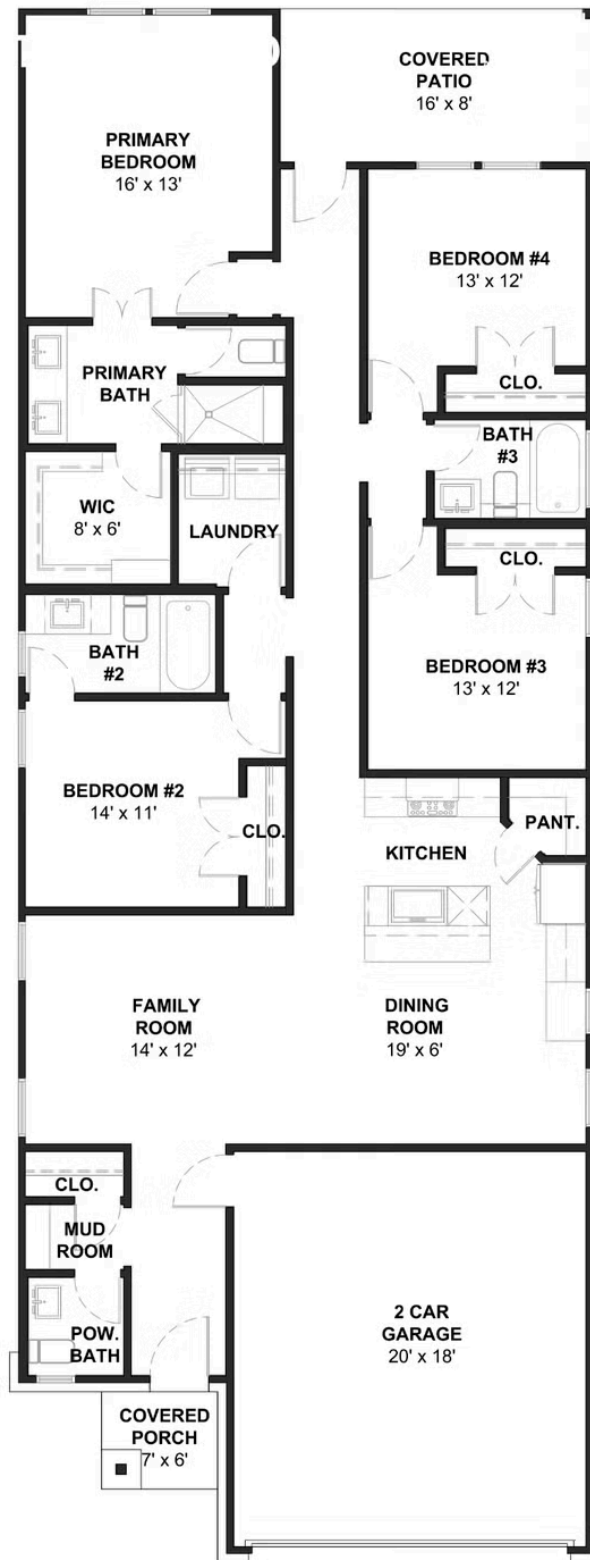 COVERED
PATIO
16' x 8'
PRIMARY
BEDROOM
16' x 13'
BEDROOM #4
13' x 12'
PRIMARY
BATH
CLO.
BATH
#3
WIC
8' x 6'
LAUNDRY
CLO.
BATH
#2
BEDROOM #3
13' x 12'
BEDROOM #2
14' x 11'
CLO.
PANT.
KITCHEN
FAMILY
ROOM
14' x 12'
DINING
ROOM
19' x 6'
CLO.
MUD
ROOM
POW.
BATH
2 CAR
GARAGE
20' x 18'
COVERED
PORCH
7' x 6'